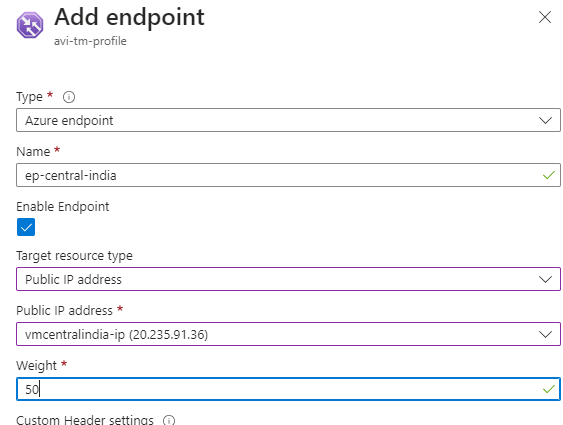 Add endpoint
avi-tm-profile
Type *
Azure endpoint
Name *
ep-central-india
Enable Endpoint
Target resource type
Public IP address
Public IP address *
vmcentralindia-ip (20.235.91.36)
Weight *
50
Custom Header settings